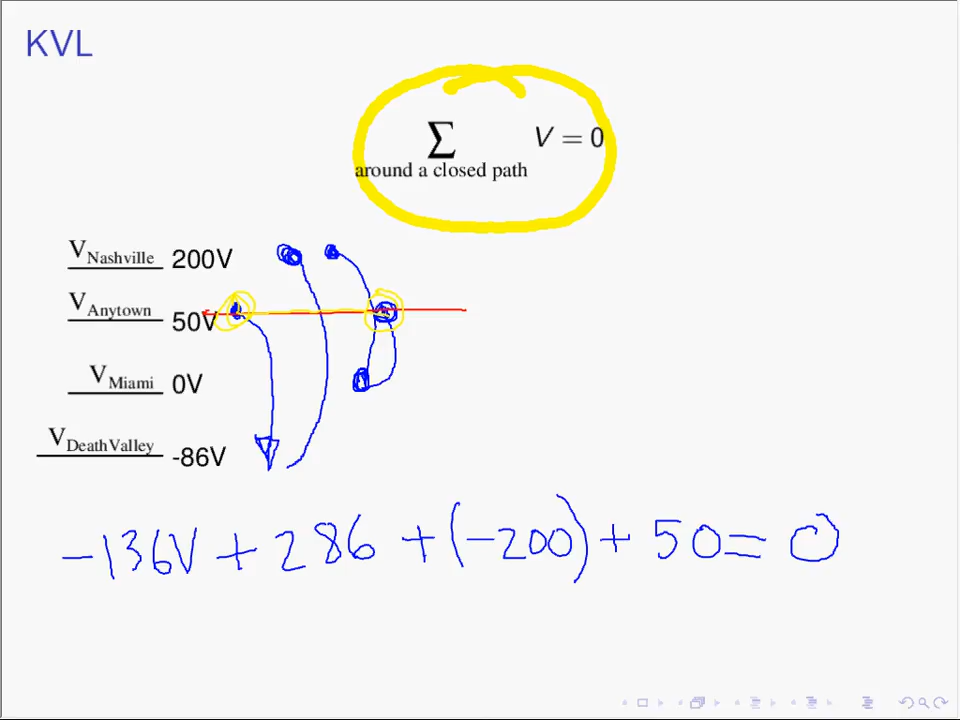 KVL
∑ V = 0
around a closed path
V_Nashville 200V
V_Anytown 50V
V_Miami 0V
V_DeathValley -86V
-136V + 286 + (-200) + 50 = 0